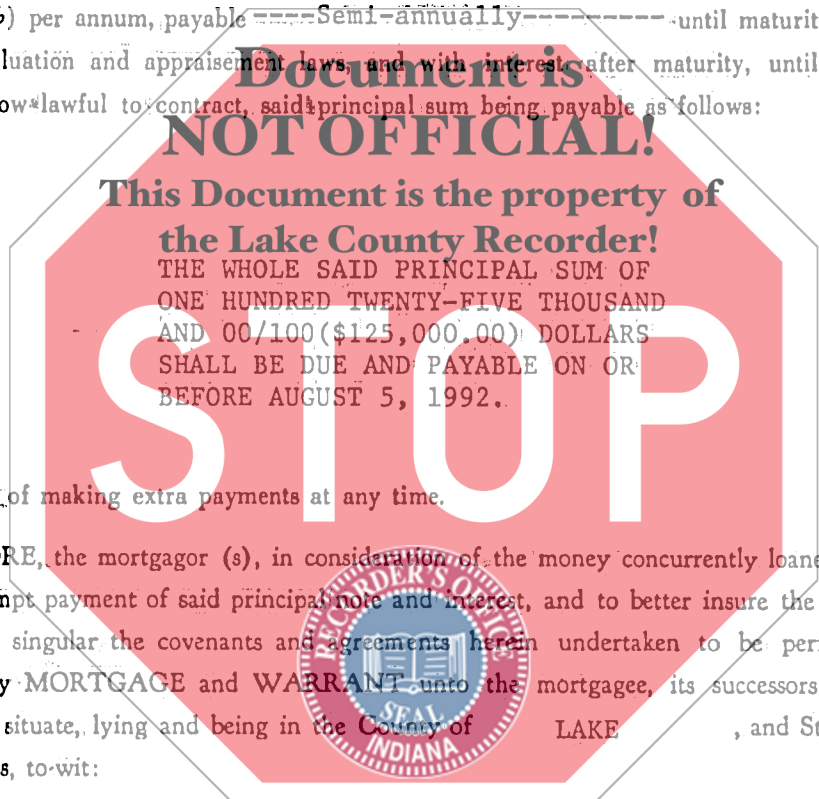 ) per annum, payable ----Semi-annually--------- until maturit
luation and appraisement laws, and with interest after maturity, until
Document is
ow lawful to contract, said principal sum being payable as follows:
NOT OFFICIAL!
This Document is the property of
the Lake County Recorder!
THE WHOLE SAID PRINCIPAL SUM OF
ONE HUNDRED TWENTY-FIVE THOUSAND
AND 00/100($125,000.00) DOLLARS
SHALL BE DUE AND PAYABLE ON OR
BEFORE AUGUST 5, 1992.
STOP
of making extra payments at any time.
RE, the mortgagor (s), in consideration of the money concurrently loane
mpt payment of said principal note and interest, and to better insure the
singular the covenants and agreements herein undertaken to be per
y MORTGAGE and WARRANT unto the mortgagee, its successors
situate, lying and being in the County of LAKE , and St
s, to-wit:
RECORDER'S OFFICE
SEAL
INDIANA